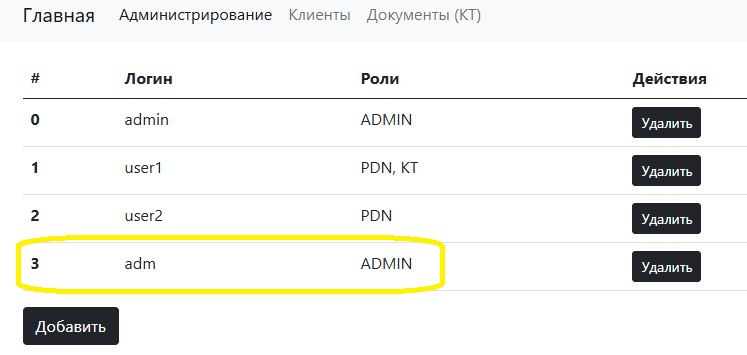 Главная Администрирование Клиенты Документы (КТ)
# Логин Роли Действия
0 admin ADMIN Удалить
1 user1 PDN, KT Удалить
2 user2 PDN Удалить
3 adm ADMIN Удалить
Добавить